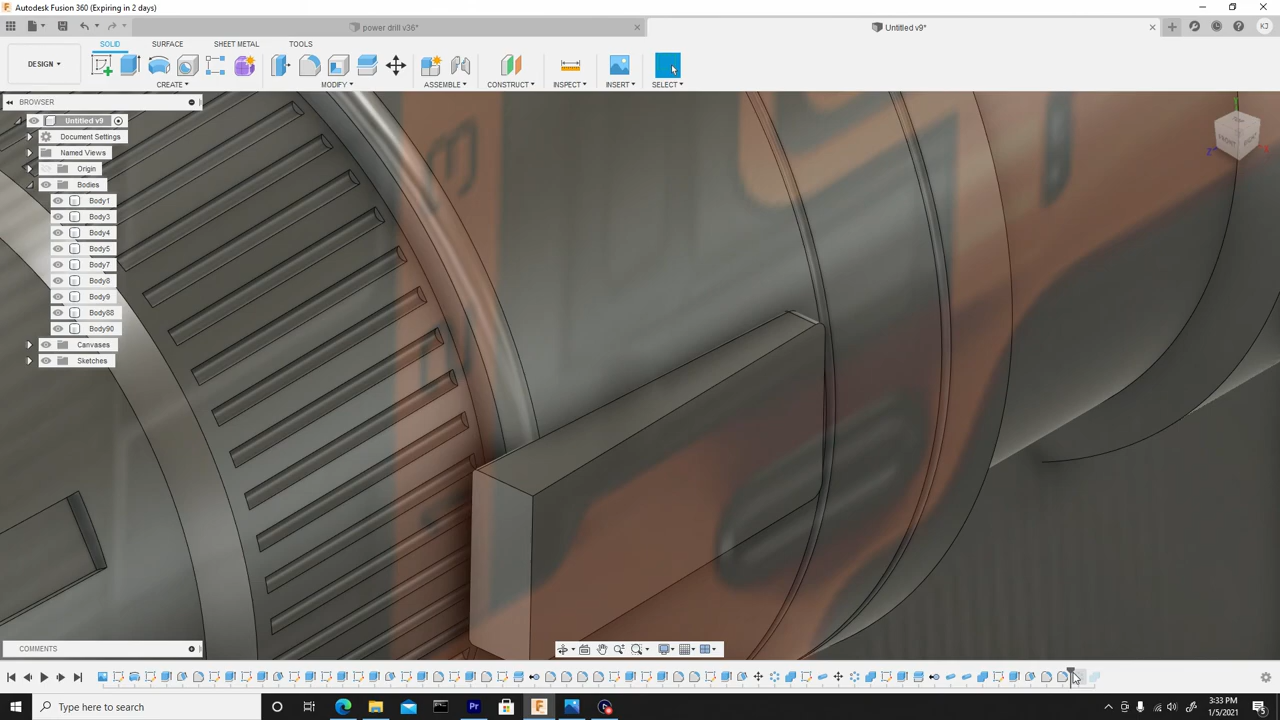 Autodesk Fusion 360 (Expiring in 2 days)
power drill v36*
Untitled v9*
KJ
SOLID
SURFACE
SHEET METAL
TOOLS
DESIGN
CREATE
MODIFY
ASSEMBLE
CONSTRUCT
INSPECT
INSERT
SELECT
BROWSER
Untitled v9
Document Settings
Named Views
Origin
Bodies
Body1
Body3
Body4
Body5
Body7
Body8
Body9
Body88
Body90
Canvases
Sketches
Y
Z
X
COMMENTS
Type here to search
Pr
3:33 PM
1/5/2021